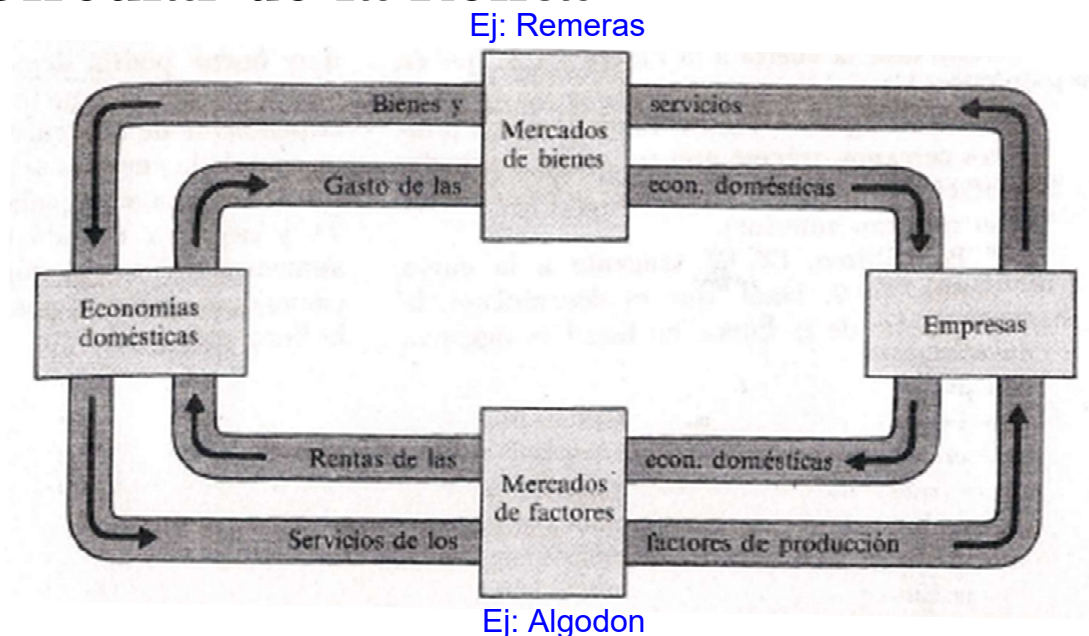 Ej: Remeras
Bienes y servicios
Mercados
de bienes
Gasto de las econ. domésticas
Economías
domésticas
Empresas
Rentas de las econ. domésticas
Mercados
de factores
Servicios de los factores de producción
Ej: Algodon